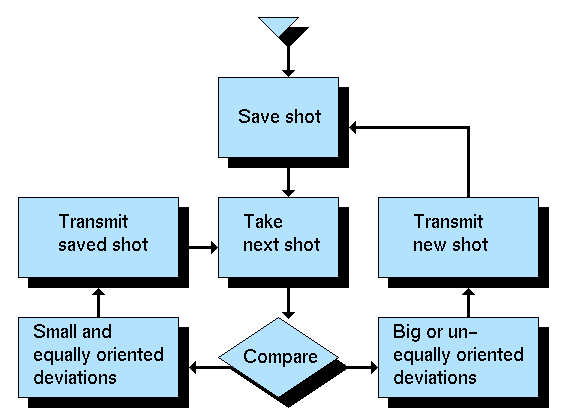 Save shot
Transmit
saved shot
Take
next shot
Transmit
new shot
Small and
equally oriented
deviations
Compare
Big or un–
equally oriented
deviations